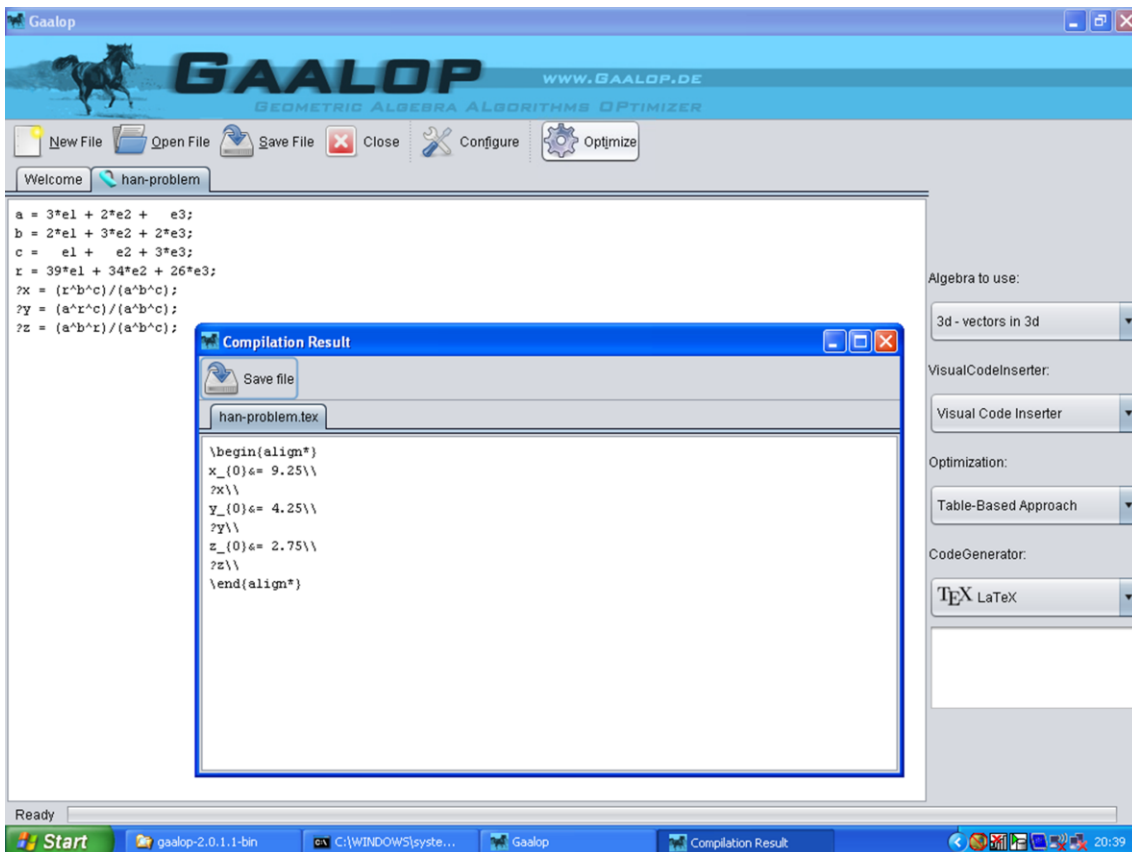 Gaalop
GAALOP
WWW.GAALOP.DE
GEOMETRIC ALGEBRA ALGORITHMS OPTIMIZER
New File Open File Save File Close Configure Optimize
Welcome han-problem
a = 3*e1 + 2*e2 +   e3;
b = 2*e1 + 3*e2 + 2*e3;
c =   e1 +   e2 + 3*e3;
r = 39*e1 + 34*e2 + 26*e3;
?x = (r^b^c)/(a^b^c);
?y = (a^r^c)/(a^b^c);
?z = (a^b^r)/(a^b^c);
Compilation Result
Save file
han-problem.tex
\begin{align*}
x_{0}&= 9.25\\
?x\\
y_{0}&= 4.25\\
?y\\
z_{0}&= 2.75\\
?z\\
\end{align*}
Algebra to use:
3d - vectors in 3d
VisualCodeInserter:
Visual Code Inserter
Optimization:
Table-Based Approach
CodeGenerator:
TEX LaTeX
Ready
Start gaalop-2.0.1.1-bin C:\WINDOWS\syste... Gaalop Compilation Result 20:39